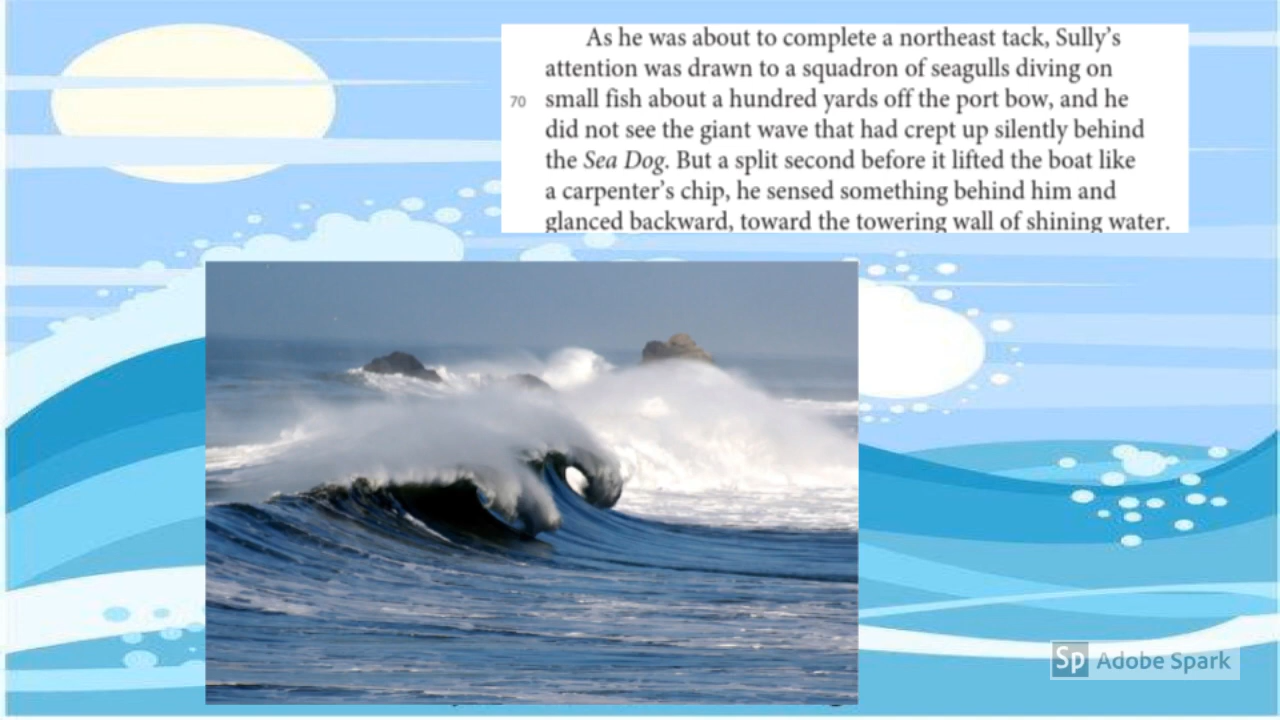 As he was about to complete a northeast tack, Sully’s
attention was drawn to a squadron of seagulls diving on
70 small fish about a hundred yards off the port bow, and he
did not see the giant wave that had crept up silently behind
the Sea Dog. But a split second before it lifted the boat like
a carpenter’s chip, he sensed something behind him and
glanced backward, toward the towering wall of shining water.
Sp Adobe Spark